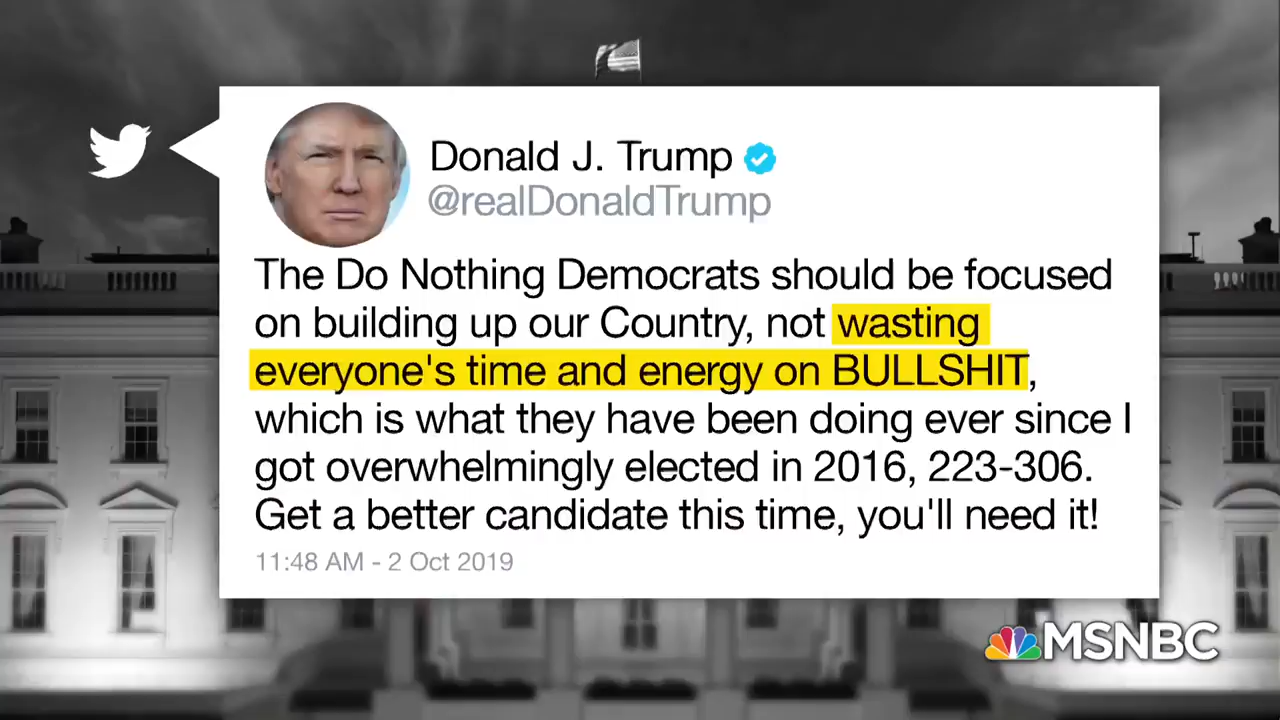 Donald J. Trump
@realDonaldTrump
The Do Nothing Democrats should be focused
on building up our Country, not wasting
everyone's time and energy on BULLSHIT,
which is what they have been doing ever since I
got overwhelmingly elected in 2016, 223-306.
Get a better candidate this time, you'll need it!
11:48 AM - 2 Oct 2019
MSNBC